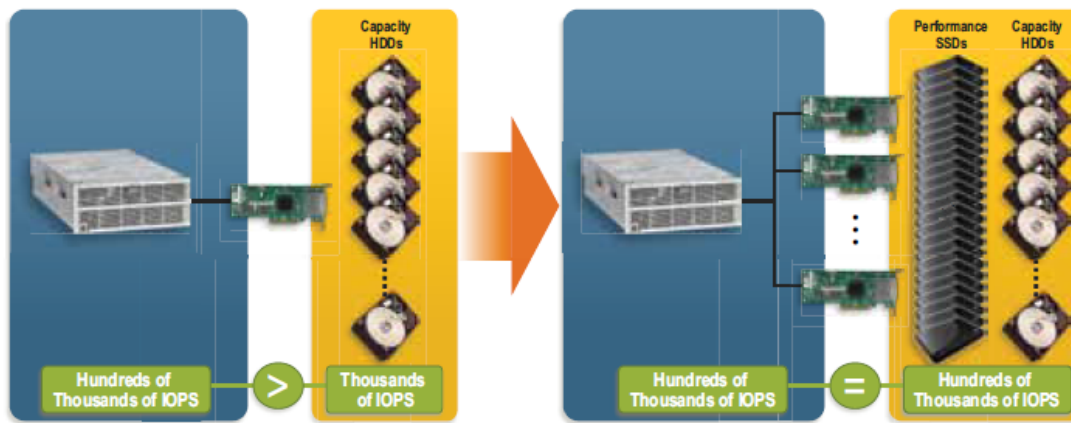 Capacity
HDDs
Hundreds of
Thousands of IOPS
>
Thousands
of IOPS
Performance
SSDs
Capacity
HDDs
Hundreds of
Thousands of IOPS
=
Hundreds of
Thousands of IOPS